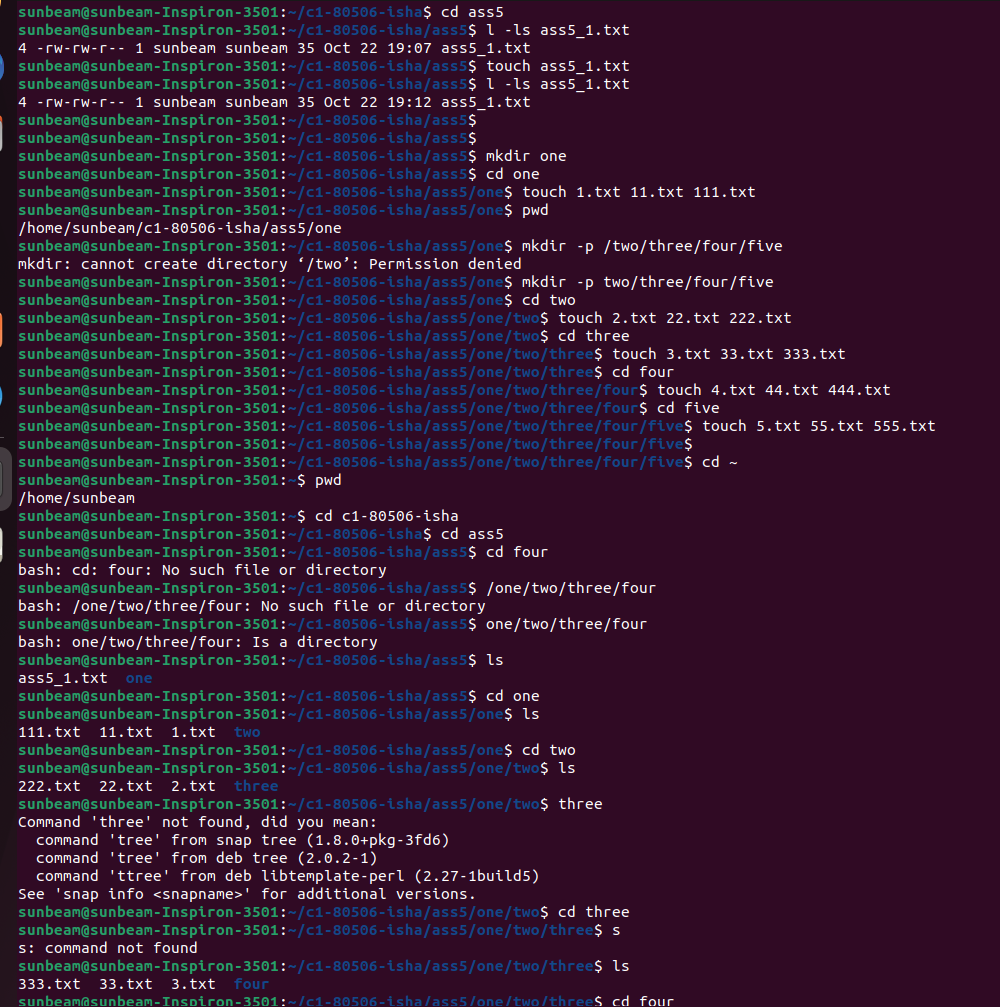 sunbeam@sunbeam-Inspiron-3501:~/c1-80506-isha$ cd ass5
sunbeam@sunbeam-Inspiron-3501:~/c1-80506-isha/ass5$ l -ls ass5_1.txt
4 -rw-rw-r-- 1 sunbeam sunbeam 35 Oct 22 19:07 ass5_1.txt
sunbeam@sunbeam-Inspiron-3501:~/c1-80506-isha/ass5$ touch ass5_1.txt
sunbeam@sunbeam-Inspiron-3501:~/c1-80506-isha/ass5$ l -ls ass5_1.txt
4 -rw-rw-r-- 1 sunbeam sunbeam 35 Oct 22 19:12 ass5_1.txt
sunbeam@sunbeam-Inspiron-3501:~/c1-80506-isha/ass5$
sunbeam@sunbeam-Inspiron-3501:~/c1-80506-isha/ass5$
sunbeam@sunbeam-Inspiron-3501:~/c1-80506-isha/ass5$ mkdir one
sunbeam@sunbeam-Inspiron-3501:~/c1-80506-isha/ass5$ cd one
sunbeam@sunbeam-Inspiron-3501:~/c1-80506-isha/ass5/one$ touch 1.txt 11.txt 111.txt
sunbeam@sunbeam-Inspiron-3501:~/c1-80506-isha/ass5/one$ pwd
/home/sunbeam/c1-80506-isha/ass5/one
sunbeam@sunbeam-Inspiron-3501:~/c1-80506-isha/ass5/one$ mkdir -p /two/three/four/five
mkdir: cannot create directory ‘/two’: Permission denied
sunbeam@sunbeam-Inspiron-3501:~/c1-80506-isha/ass5/one$ mkdir -p two/three/four/five
sunbeam@sunbeam-Inspiron-3501:~/c1-80506-isha/ass5/one$ cd two
sunbeam@sunbeam-Inspiron-3501:~/c1-80506-isha/ass5/one/two$ touch 2.txt 22.txt 222.txt
sunbeam@sunbeam-Inspiron-3501:~/c1-80506-isha/ass5/one/two$ cd three
sunbeam@sunbeam-Inspiron-3501:~/c1-80506-isha/ass5/one/two/three$ touch 3.txt 33.txt 333.txt
sunbeam@sunbeam-Inspiron-3501:~/c1-80506-isha/ass5/one/two/three$ cd four
sunbeam@sunbeam-Inspiron-3501:~/c1-80506-isha/ass5/one/two/three/four$ touch 4.txt 44.txt 444.txt
sunbeam@sunbeam-Inspiron-3501:~/c1-80506-isha/ass5/one/two/three/four$ cd five
sunbeam@sunbeam-Inspiron-3501:~/c1-80506-isha/ass5/one/two/three/four/five$ touch 5.txt 55.txt 555.txt
sunbeam@sunbeam-Inspiron-3501:~/c1-80506-isha/ass5/one/two/three/four/five$
sunbeam@sunbeam-Inspiron-3501:~/c1-80506-isha/ass5/one/two/three/four/five$ cd ~
sunbeam@sunbeam-Inspiron-3501:~$ pwd
/home/sunbeam
sunbeam@sunbeam-Inspiron-3501:~$ cd c1-80506-isha
sunbeam@sunbeam-Inspiron-3501:~/c1-80506-isha$ cd ass5
sunbeam@sunbeam-Inspiron-3501:~/c1-80506-isha/ass5$ cd four
bash: cd: four: No such file or directory
sunbeam@sunbeam-Inspiron-3501:~/c1-80506-isha/ass5$ /one/two/three/four
bash: /one/two/three/four: No such file or directory
sunbeam@sunbeam-Inspiron-3501:~/c1-80506-isha/ass5$ one/two/three/four
bash: one/two/three/four: Is a directory
sunbeam@sunbeam-Inspiron-3501:~/c1-80506-isha/ass5$ ls
ass5_1.txt  one
sunbeam@sunbeam-Inspiron-3501:~/c1-80506-isha/ass5$ cd one
sunbeam@sunbeam-Inspiron-3501:~/c1-80506-isha/ass5/one$ ls
111.txt  11.txt  1.txt  two
sunbeam@sunbeam-Inspiron-3501:~/c1-80506-isha/ass5/one$ cd two
sunbeam@sunbeam-Inspiron-3501:~/c1-80506-isha/ass5/one/two$ ls
222.txt  22.txt  2.txt  three
sunbeam@sunbeam-Inspiron-3501:~/c1-80506-isha/ass5/one/two$ three
Command 'three' not found, did you mean:
  command 'tree' from snap tree (1.8.0+pkg-3fd6)
  command 'tree' from deb tree (2.0.2-1)
  command 'ttree' from deb libtemplate-perl (2.27-1build5)
See 'snap info <snapname>' for additional versions.
sunbeam@sunbeam-Inspiron-3501:~/c1-80506-isha/ass5/one/two$ cd three
sunbeam@sunbeam-Inspiron-3501:~/c1-80506-isha/ass5/one/two/three$ s
s: command not found
sunbeam@sunbeam-Inspiron-3501:~/c1-80506-isha/ass5/one/two/three$ ls
333.txt  33.txt  3.txt  four
sunbeam@sunbeam-Inspiron-3501:~/c1-80506-isha/ass5/one/two/three$ cd four